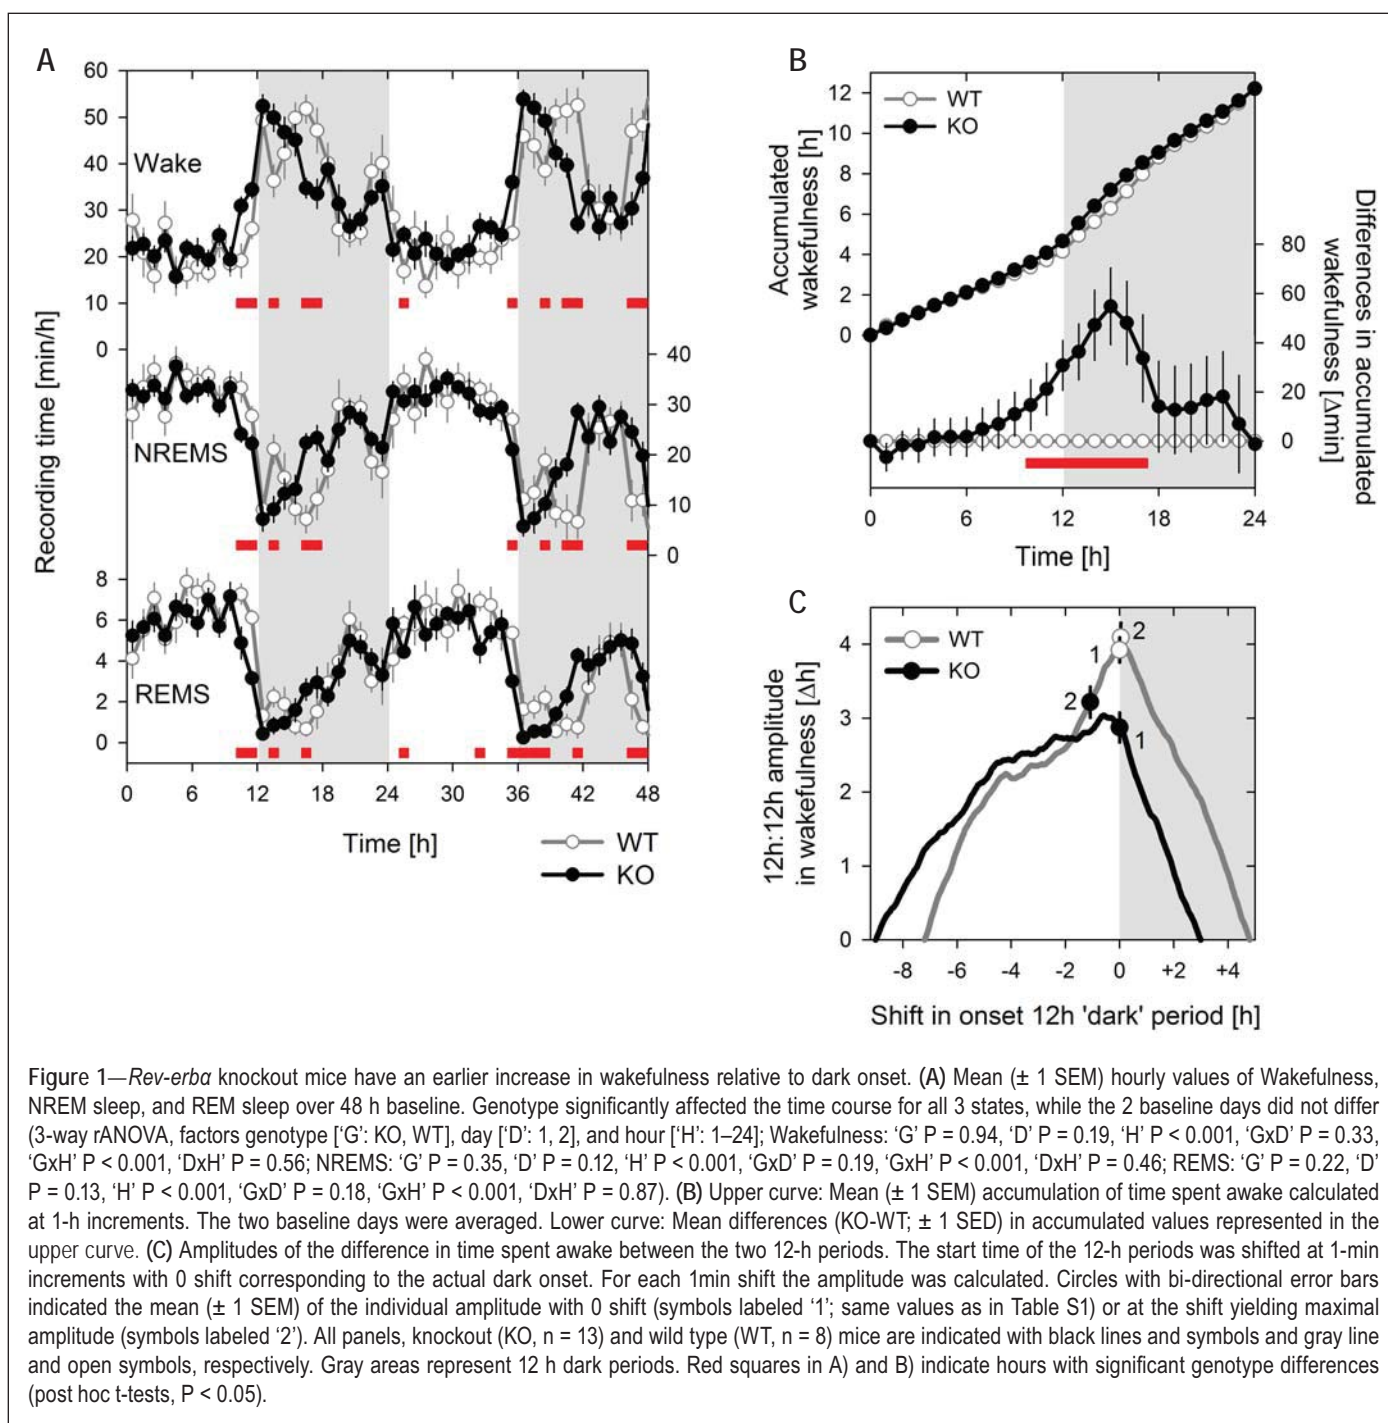 A
60
50
40
30
20
10
0
Wake
40
30
20
10
0
NREMS
8
6
4
2
0
REMS
Recording time [min/h]
0 6 12 18 24 30 36 42 48
Time [h]
WT
KO
B
WT
KO
12
10
8
6
4
2
0
Accumulated
wakefulness [h]
80
60
40
20
0
Differences in accumulated
wakefulness [Δmin]
0 6 12 18 24
Time [h]
C
WT
KO
4
3
2
1
0
12h:12h amplitude
in wakefulness [Δh]
2
1
2
1
-8 -6 -4 -2 0 +2 +4
Shift in onset 12h 'dark' period [h]
Figure 1—Rev-erbα knockout mice have an earlier increase in wakefulness relative to dark onset. (A) Mean (± 1 SEM) hourly values of Wakefulness,
NREM sleep, and REM sleep over 48 h baseline. Genotype significantly affected the time course for all 3 states, while the 2 baseline days did not differ
(3-way rANOVA, factors genotype [‘G’: KO, WT], day [‘D’: 1, 2], and hour [‘H’: 1–24]; Wakefulness: ‘G’ P = 0.94, ‘D’ P = 0.19, ‘H’ P < 0.001, ‘GxD’ P = 0.33,
‘GxH’ P < 0.001, ‘DxH’ P = 0.56; NREMS: ‘G’ P = 0.35, ‘D’ P = 0.12, ‘H’ P < 0.001, ‘GxD’ P = 0.19, ‘GxH’ P < 0.001, ‘DxH’ P = 0.46; REMS: ‘G’ P = 0.22, ‘D’
P = 0.13, ‘H’ P < 0.001, ‘GxD’ P = 0.18, ‘GxH’ P < 0.001, ‘DxH’ P = 0.87). (B) Upper curve: Mean (± 1 SEM) accumulation of time spent awake calculated
at 1-h increments. The two baseline days were averaged. Lower curve: Mean differences (KO-WT; ± 1 SED) in accumulated values represented in the
upper curve. (C) Amplitudes of the difference in time spent awake between the two 12-h periods. The start time of the 12-h periods was shifted at 1-min
increments with 0 shift corresponding to the actual dark onset. For each 1min shift the amplitude was calculated. Circles with bi-directional error bars
indicated the mean (± 1 SEM) of the individual amplitude with 0 shift (symbols labeled ‘1’; same values as in Table S1) or at the shift yielding maximal
amplitude (symbols labeled ‘2’). All panels, knockout (KO, n = 13) and wild type (WT, n = 8) mice are indicated with black lines and symbols and gray line
and open symbols, respectively. Gray areas represent 12 h dark periods. Red squares in A) and B) indicate hours with significant genotype differences
(post hoc t-tests, P < 0.05).